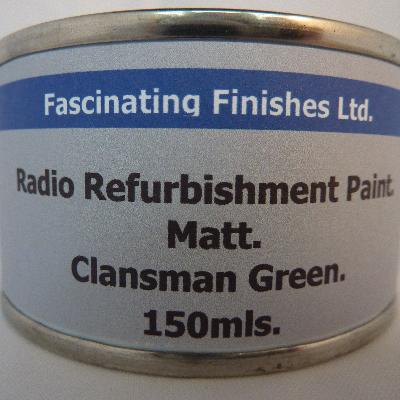 Fascinating Finishes Ltd.
Radio Refurbishment Paint.
Matt.
Clansman Green.
150mls.